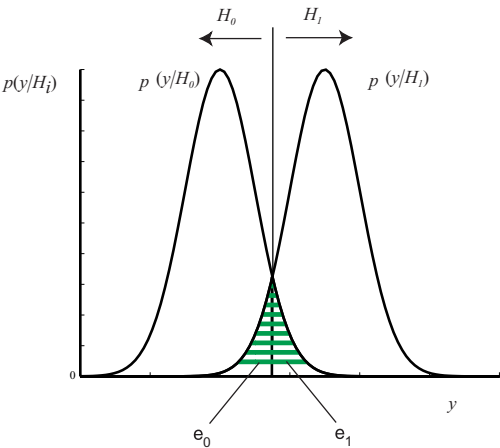 H₀ H₁
p(y/Hi) p (y/H₀) p (y/H₁)
0
y
e₀ e₁